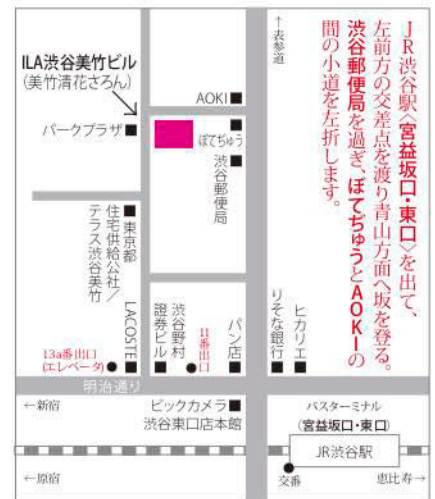 JR渋谷駅〈宮益坂口・東口〉を出て、
左前方の交差点を渡り青山方面へ坂を登る。
渋谷郵便局を過ぎ、ぼてぢゅうとAOKIの
間の小道を左折します。
↑表参道
ILA渋谷美竹ビル
(美竹清花さろん)
AOKI■
パークプラザ■
ぼてぢゅう
渋谷郵便局
東京都
住宅供給公社/
テラス渋谷美竹
LACOSTE
渋谷野村
證券ビル
11番出口
パン店
りそな銀行
ヒカリエ
13a番出口
(エレベータ)
明治通り
←新宿
ビックカメラ■
渋谷東口店本館
バスターミナル
(宮益坂口・東口)
JR渋谷駅
←原宿
交番
恵比寿→